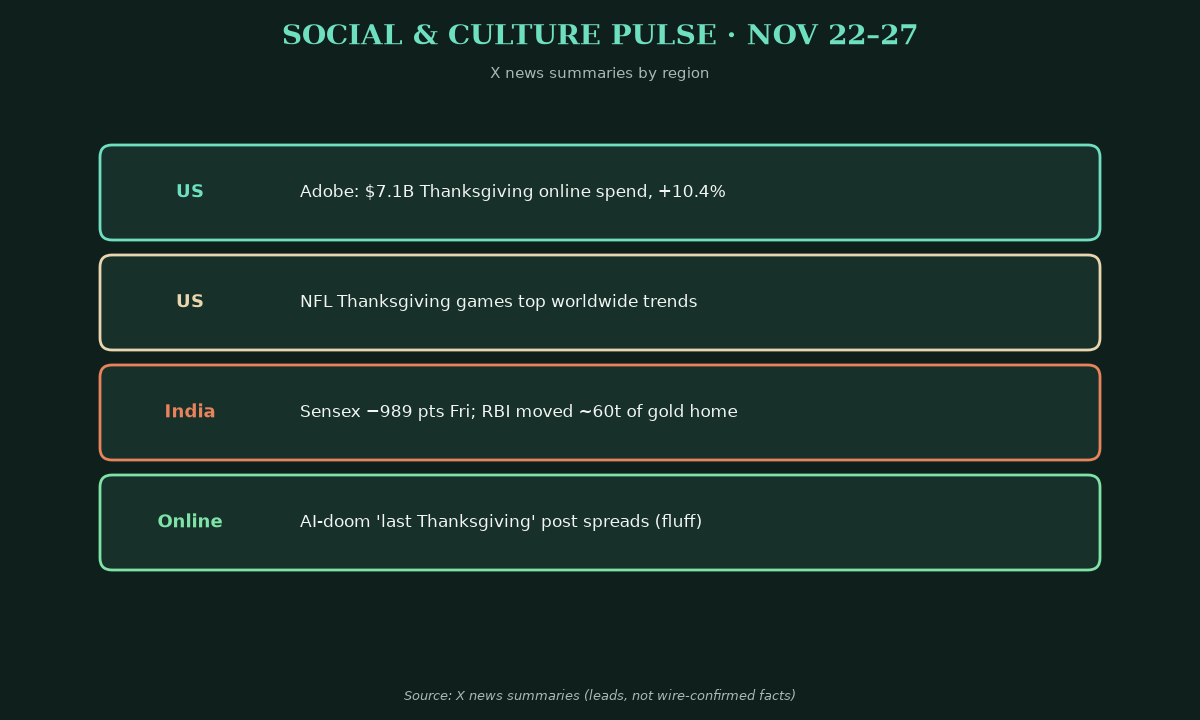 SOCIAL & CULTURE PULSE · NOV 22–27
X news summaries by region
US Adobe: $7.1B Thanksgiving online spend, +10.4%
US NFL Thanksgiving games top worldwide trends
India Sensex −989 pts Fri; RBI moved ~60t of gold home
Online AI-doom 'last Thanksgiving' post spreads (fluff)
Source: X news summaries (leads, not wire-confirmed facts)